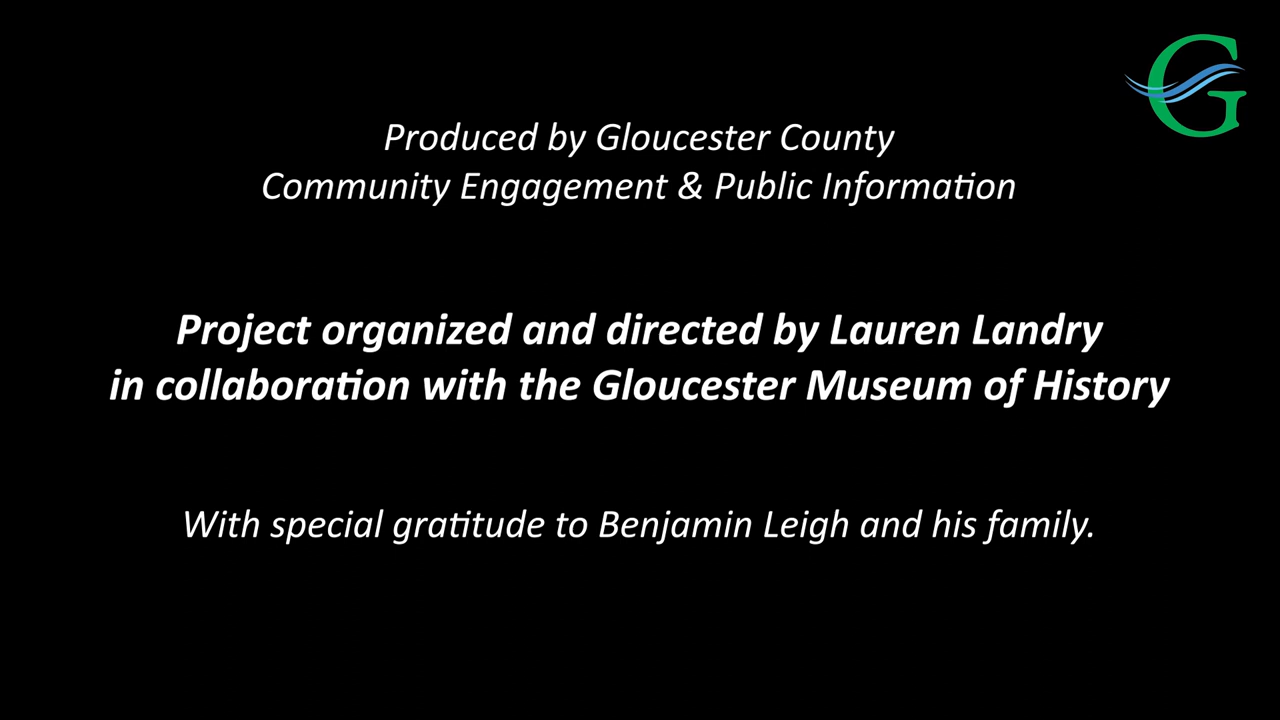 G
Produced by Gloucester County
Community Engagement & Public Information
Project organized and directed by Lauren Landry
in collaboration with the Gloucester Museum of History
With special gratitude to Benjamin Leigh and his family.